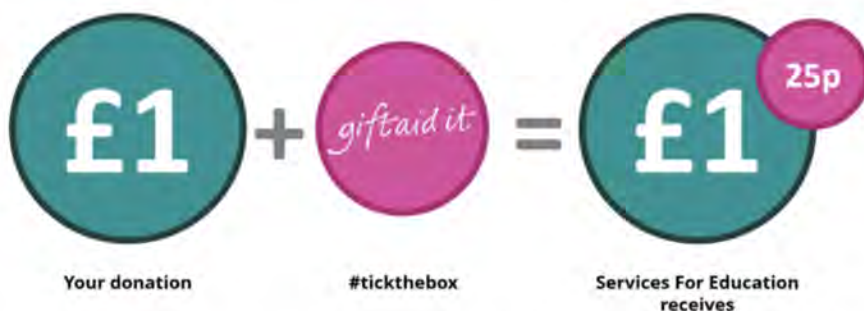 £1
+
giftaid it
=
£1
25p
Your donation
#tickthebox
Services For Education
receives